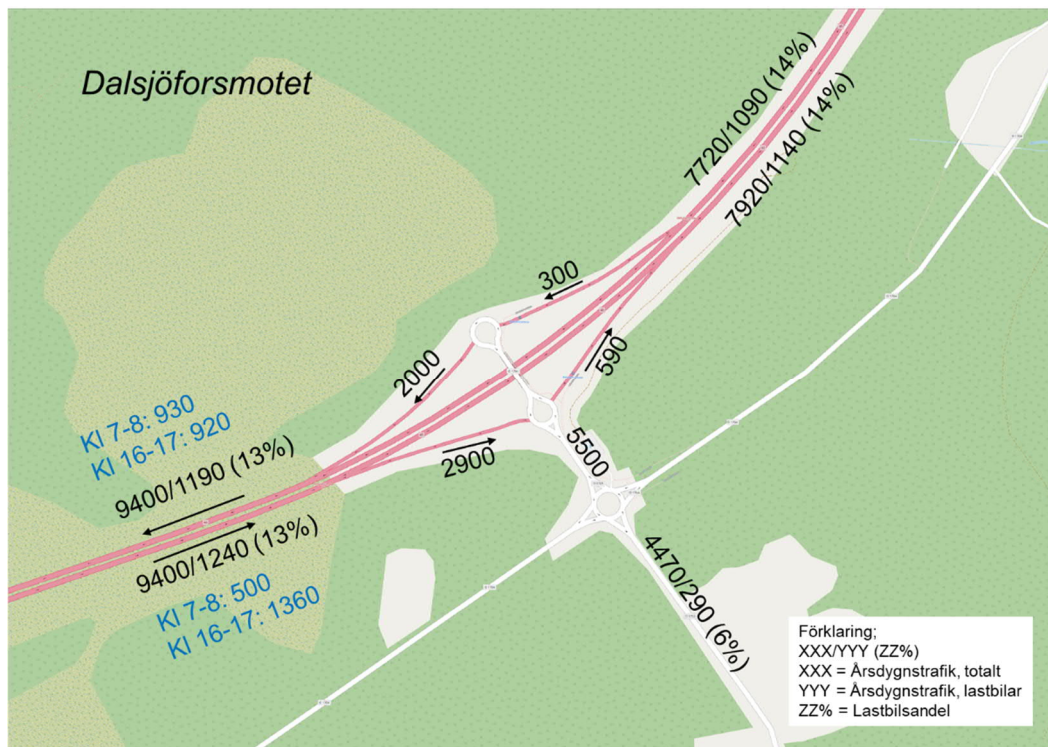 Dalsjöforsmotet
7720/1090 (14%)
7920/1140 (14%)
300
590
2000
2900
5500
Kl 7-8: 930
Kl 16-17: 920
9400/1190 (13%)
9400/1240 (13%)
Kl 7-8: 500
Kl 16-17: 1360
4470/290 (6%)
Förklaring;
XXX/YYY (ZZ%)
XXX = Årsdygnstrafik, totalt
YYY = Årsdygnstrafik, lastbilar
ZZ% = Lastbilsandel